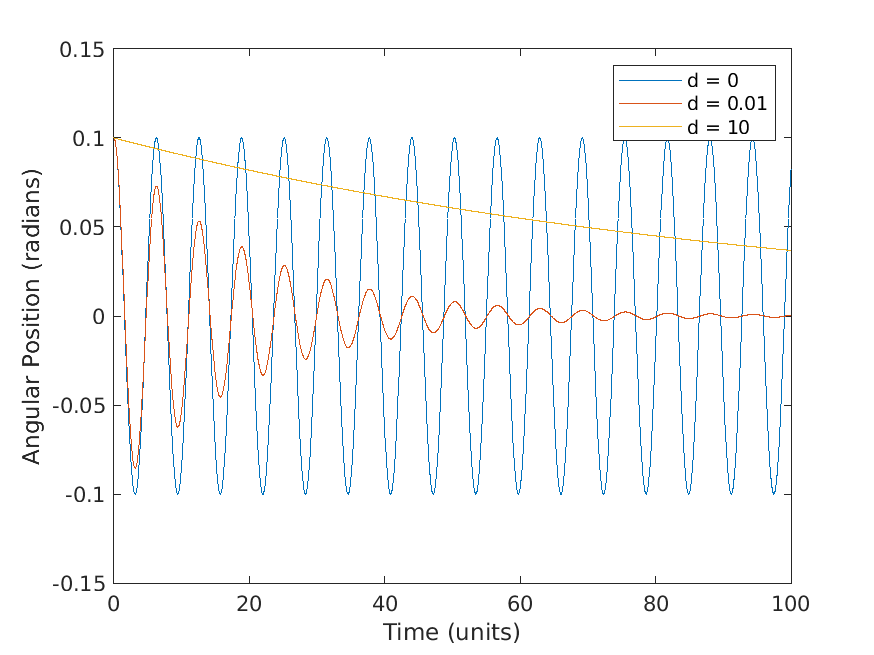 0.15
0.1
0.05
0
-0.05
-0.1
-0.15
0
20
40
60
80
100
Angular Position (radians)
Time (units)
d = 0
d = 0.01
d = 10